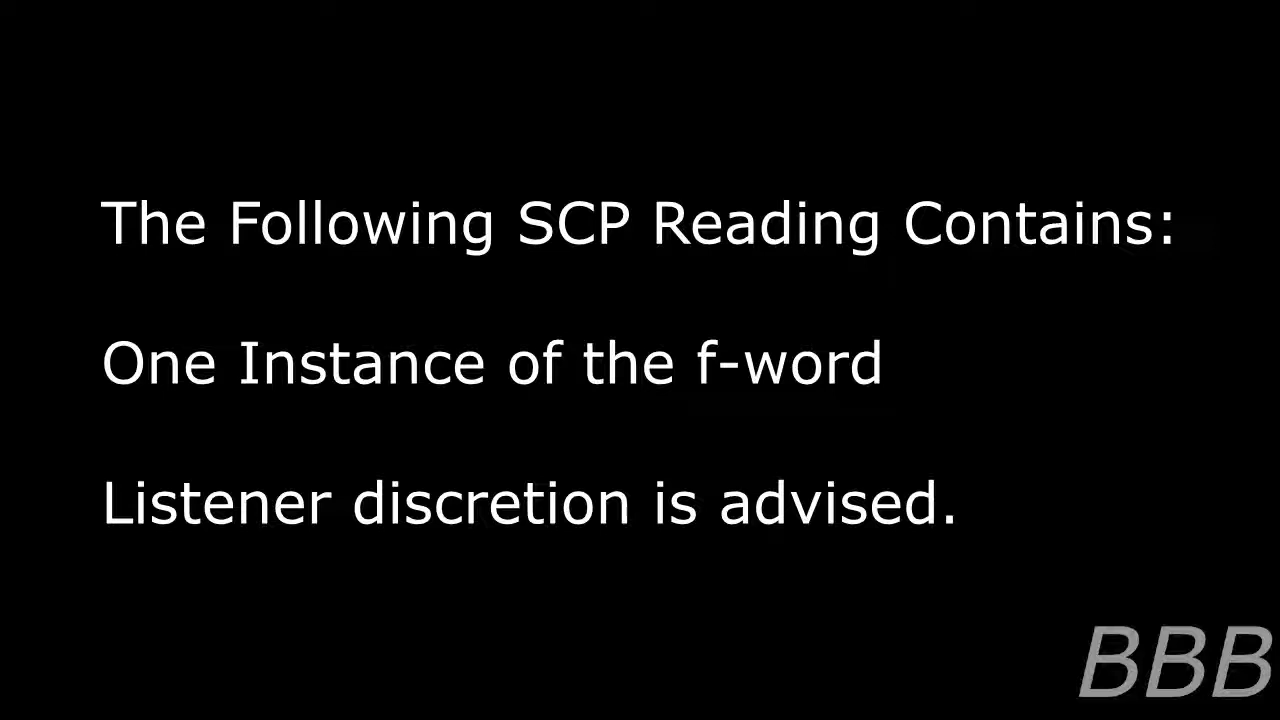 The Following SCP Reading Contains:
One Instance of the f-word
Listener discretion is advised.
BBB